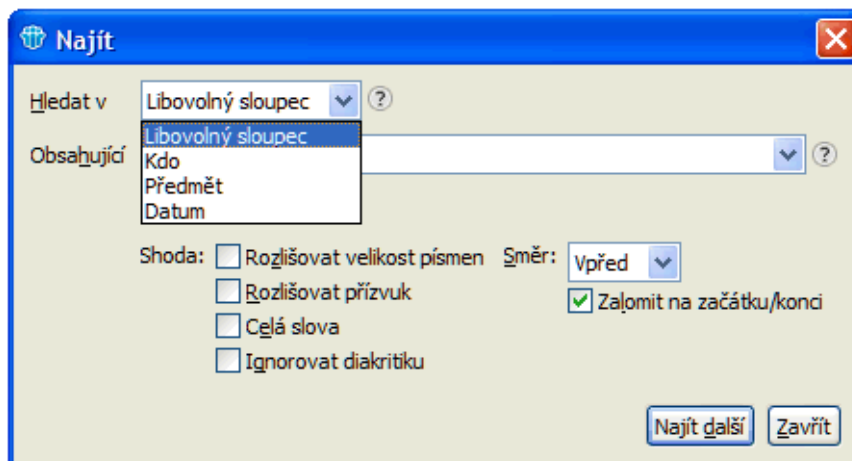 Najít
Hledat v Libovolný sloupec ?
Libovolný sloupec
Obsahující ?
Kdo
Předmět
Datum
Shoda: Rozlišovat velikost písmen Směr: Vpřed
Rozlišovat přízvuk Zalomit na začátku/konci
Celá slova
Ignorovat diakritiku
Najít další Zavřít